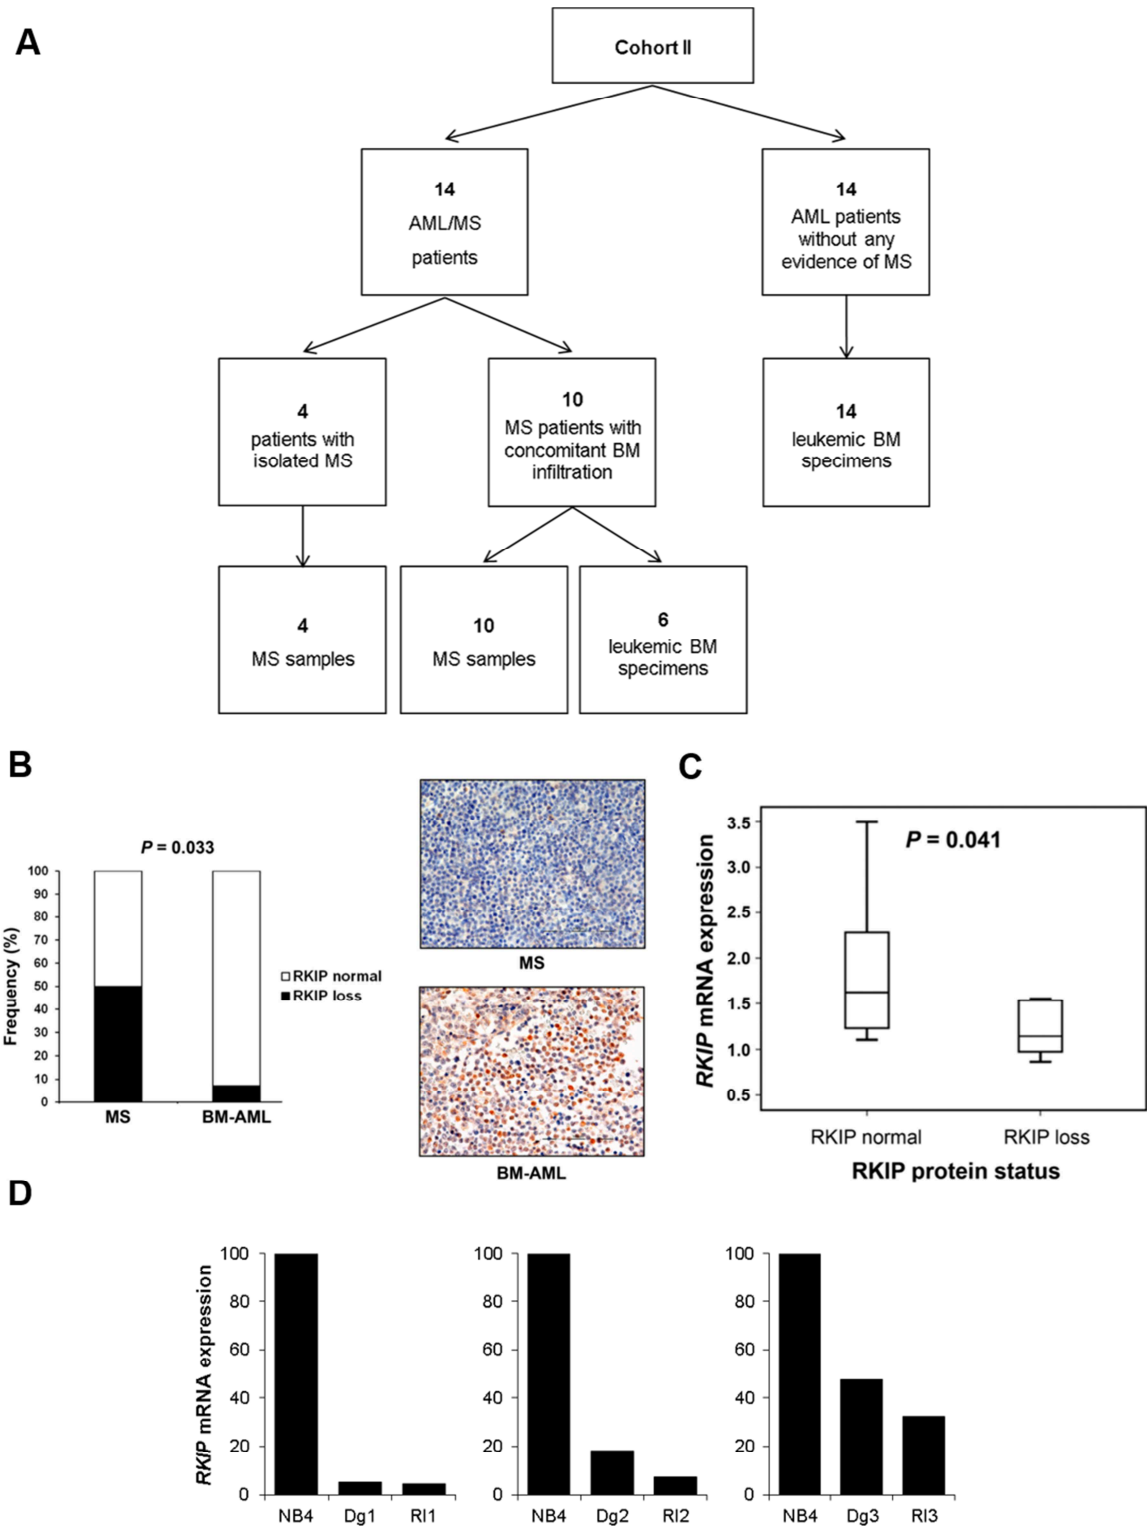 A
Cohort II
14
AML/MS
patients
14
AML patients
without any
evidence of MS
4
patients with
isolated MS
10
MS patients with
concomitant BM
infiltration
14
leukemic BM
specimens
4
MS samples
10
MS samples
6
leukemic BM
specimens
B
P = 0.033
Frequency (%)
100
90
80
70
60
50
40
30
20
10
0
MS
BM-AML
RKIP normal
RKIP loss
MS
BM-AML
C
P = 0.041
RKIP mRNA expression
3.5
3.0
2.5
2.0
1.5
1.0
0.5
RKIP normal
RKIP loss
RKIP protein status
D
RKIP mRNA expression
100
80
60
40
20
0
NB4
Dg1
Rl1
100
80
60
40
20
0
NB4
Dg2
Rl2
100
80
60
40
20
0
NB4
Dg3
Rl3